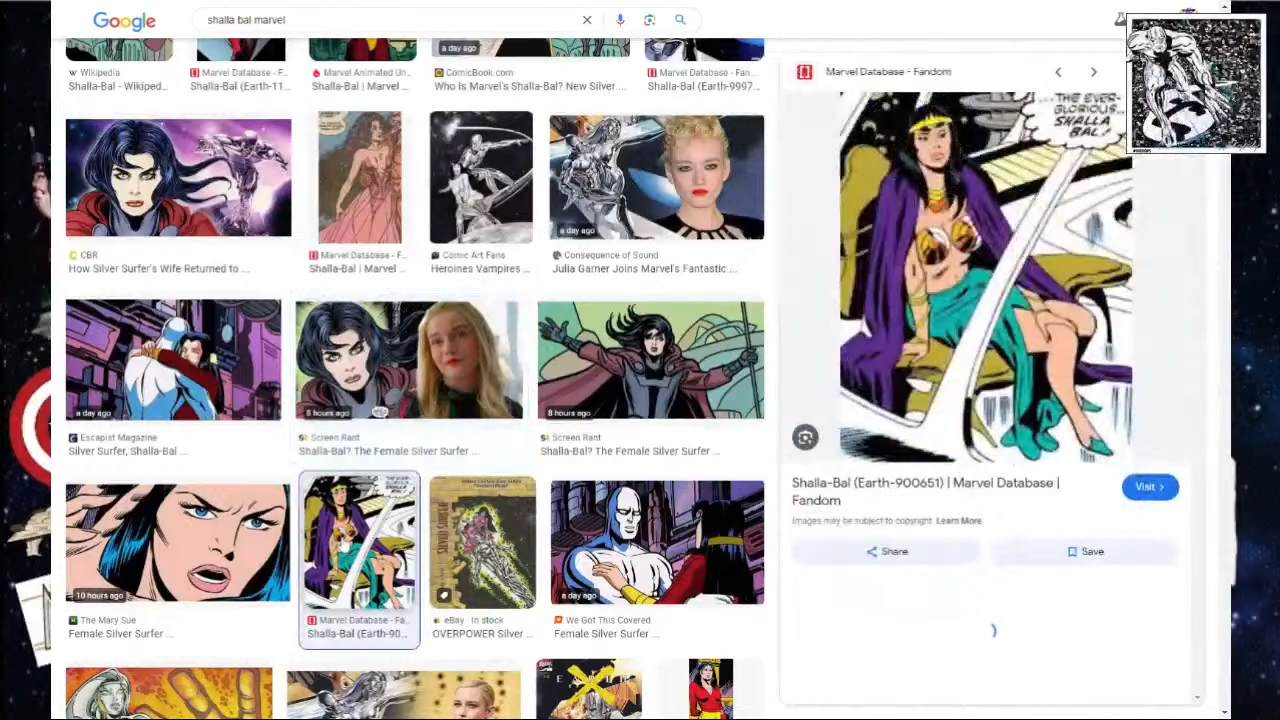 Google
shalla bal marvel
a day ago
Wikipedia
Shalla-Bal - Wikiped...
Marvel Database - F...
Shalla-Bal (Earth-11...
Marvel Animated Un...
Shalla-Bal | Marvel ...
ComicBook.com
Who Is Marvel's Shalla-Bal? New Silver ...
Marvel Database - Fan...
Shalla-Bal (Earth-9997...
CBR
How Silver Surfer's Wife Returned to ...
Marvel Database - F...
Shalla-Bal | Marvel ...
Comic Art Fans
Heroines Vampires ...
a day ago
Consequence of Sound
Julia Garner Joins Marvel's Fantastic ...
a day ago
Escapist Magazine
Silver Surfer, Shalla-Bal ...
8 hours ago
Screen Rant
Shalla-Bal? The Female Silver Surfer ...
8 hours ago
Screen Rant
Shalla-Bal? The Female Silver Surfer ...
10 hours ago
The Mary Sue
Female Silver Surfer ...
Marvel Database - Fa...
Shalla-Bal (Earth-90...
eBay · In stock
OVERPOWER Silver ...
a day ago
We Got This Covered
Female Silver Surfer ...
Marvel Database - Fandom
...THE EVER-
GLORIOUS...
SHALLA
BAL!
Shalla-Bal (Earth-900651) | Marvel Database |
Fandom
Visit
Images may be subject to copyright. Learn More
Share
Save